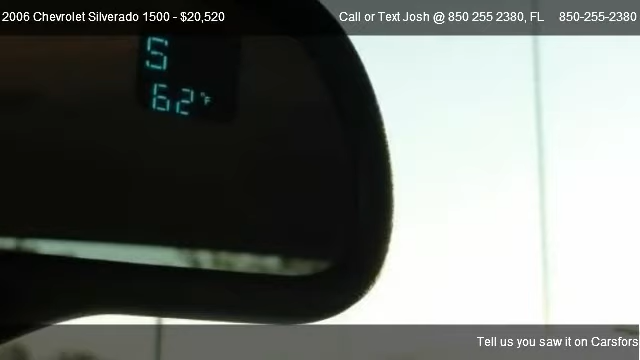 2006 Chevrolet Silverado 1500 - $20,520
Call or Text Josh @ 850 255 2380, FL 850-255-2380
S
62°F
Tell us you saw it on Carsfors